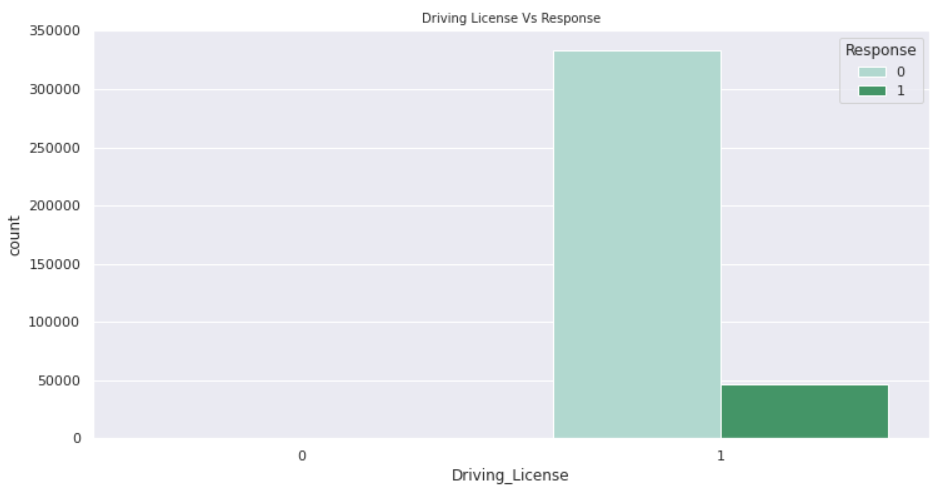 Driving License Vs Response
350000
300000
250000
200000
150000
100000
50000
0
count
Response
0
1
0 1
Driving_License